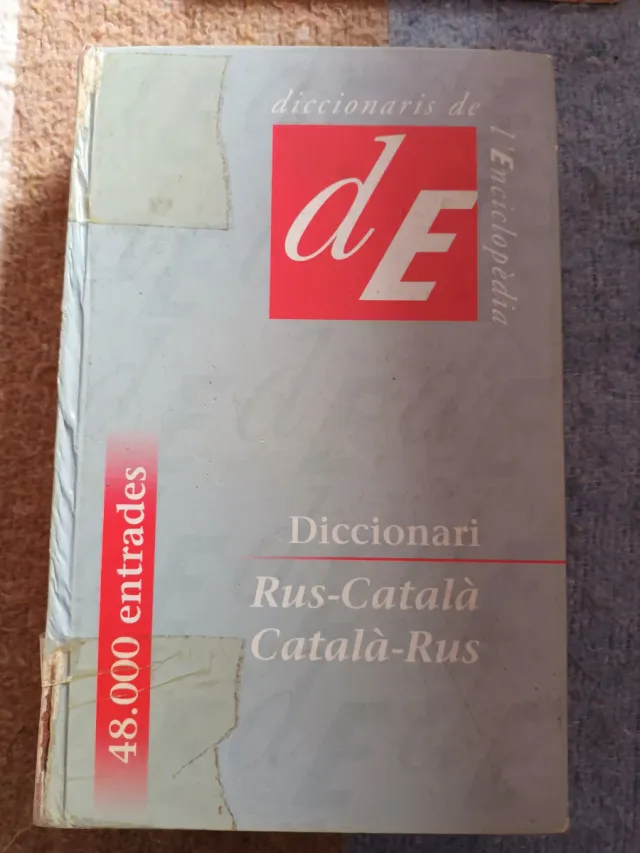 diccionaris de
l'Enciclopèdia
dE
48.000 entrades
Diccionari
Rus-Català
Català-Rus